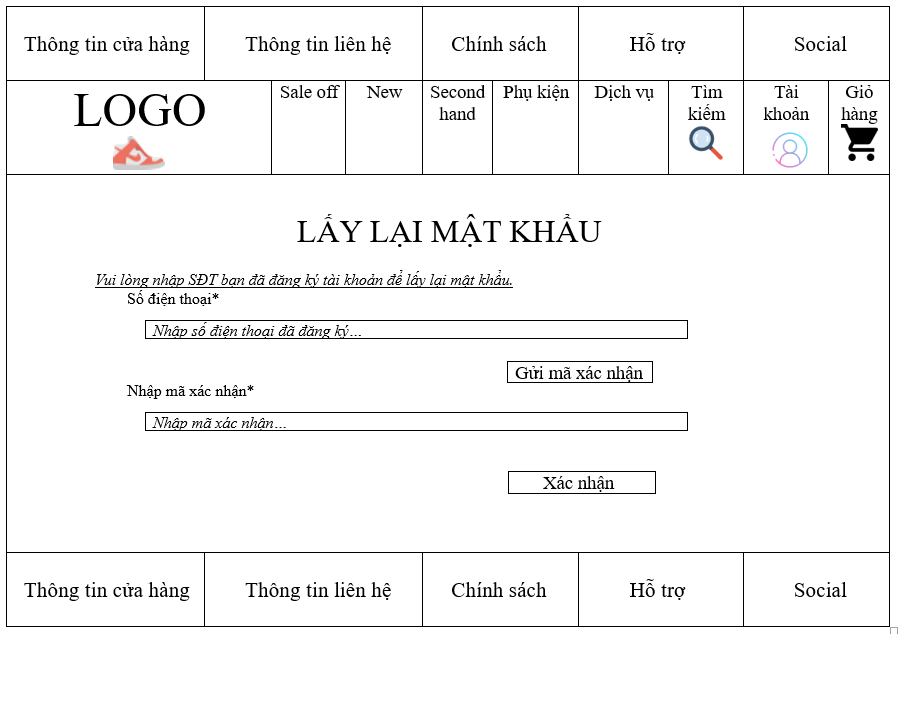 Thông tin cửa hàng Thông tin liên hệ Chính sách Hỗ trợ Social
LOGO Sale off New Second hand Phụ kiện Dịch vụ Tìm kiếm Tài khoản Giỏ hàng
LẤY LẠI MẬT KHẨU
Vui lòng nhập SĐT bạn đã đăng ký tài khoản để lấy lại mật khẩu.
Số điện thoại*
Nhập số điện thoại đã đăng ký…
Gửi mã xác nhận
Nhập mã xác nhận*
Nhập mã xác nhận…
Xác nhận
Thông tin cửa hàng Thông tin liên hệ Chính sách Hỗ trợ Social